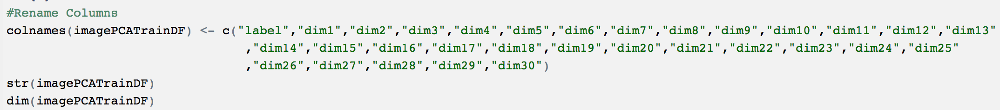 #Rename Columns
colnames(imagePCATrainDF) <- c("label","dim1","dim2","dim3","dim4","dim5","dim6","dim7","dim8","dim9","dim10","dim11","dim12","dim13"
,"dim14","dim15","dim16","dim17","dim18","dim19","dim20","dim21","dim22","dim23","dim24","dim25"
,"dim26","dim27","dim28","dim29","dim30")
str(imagePCATrainDF)
dim(imagePCATrainDF)